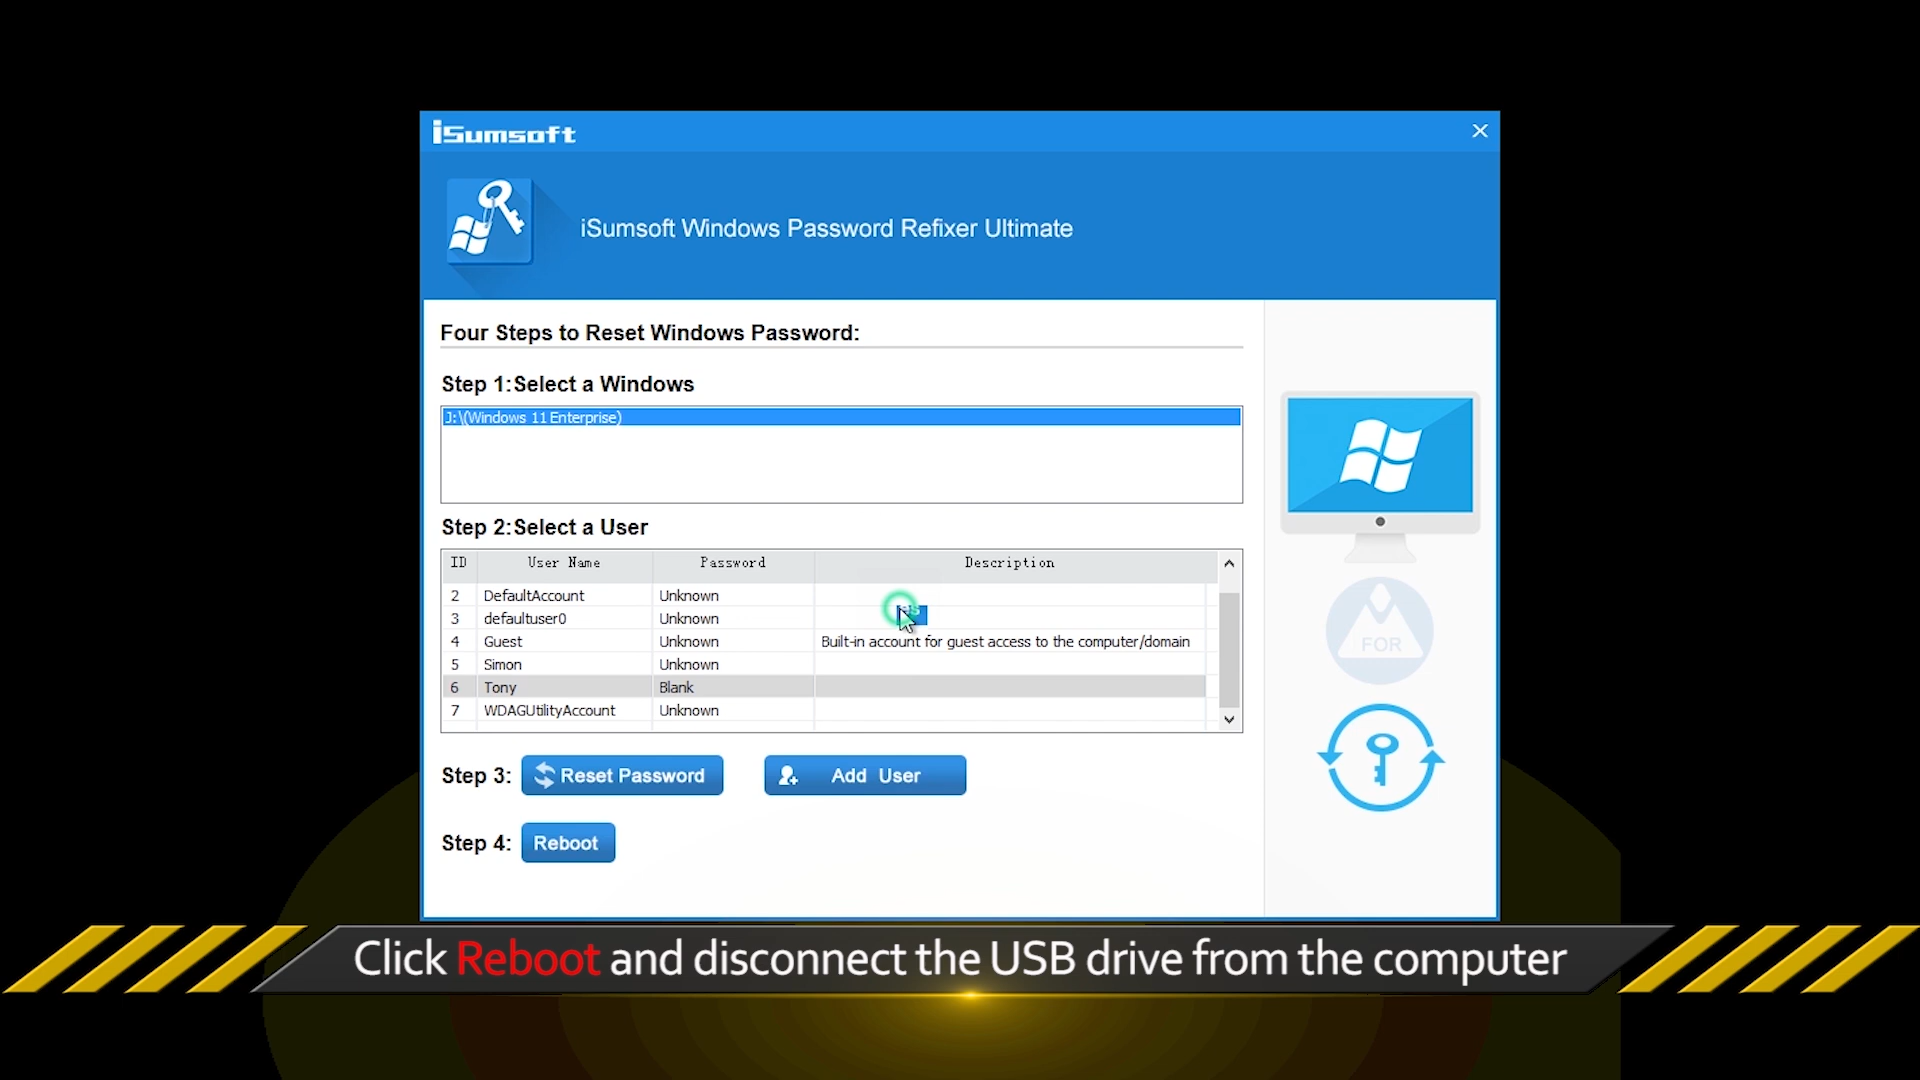 iSumsoft
iSumsoft Windows Password Refixer Ultimate
Four Steps to Reset Windows Password:
Step 1:Select a Windows
J:\(Windows 11 Enterprise)
Step 2:Select a User
ID User Name Password Description
2 DefaultAccount Unknown
3 defaultuser0 Unknown
4 Guest Unknown Built-in account for guest access to the computer/domain
5 Simon Unknown
6 Tony Blank
7 WDAGUtilityAccount Unknown
Step 3: Reset Password Add User
Step 4: Reboot
FOR
Click Reboot and disconnect the USB drive from the computer